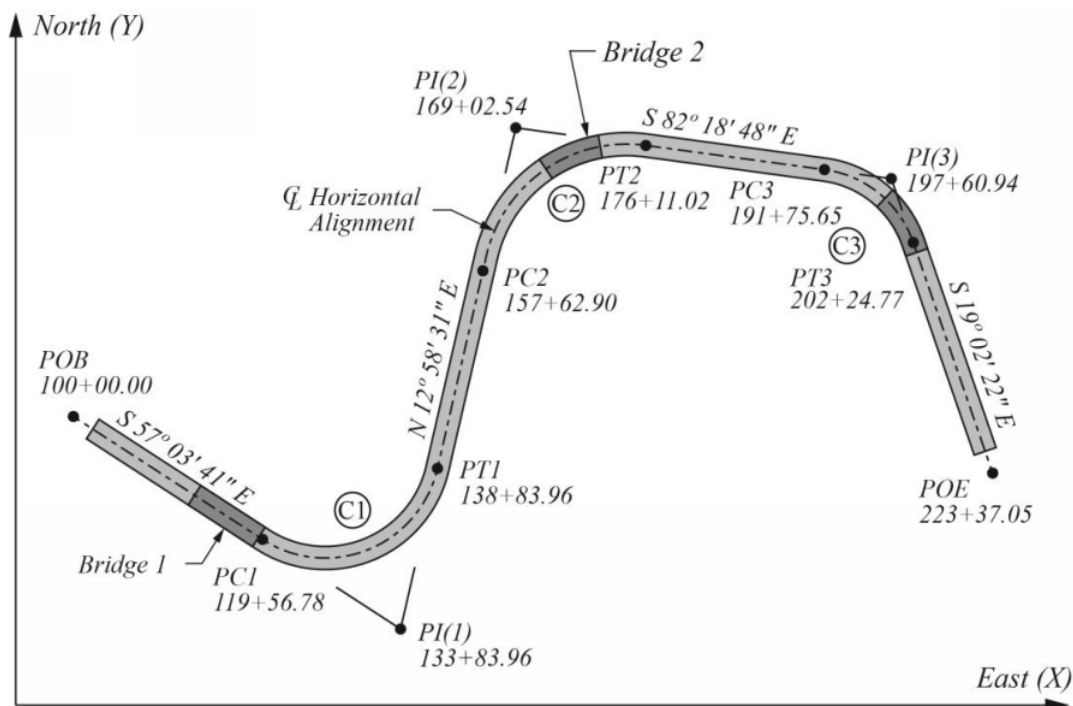 North (Y)
Bridge 2
PI(2)
169+02.54
S 82° 18' 48" E
PI(3)
197+60.94
PT2
176+11.02
PC3
191+75.65
C2
℄ Horizontal
Alignment
C3
PC2
157+62.90
PT3
202+24.77
N 12° 58' 31" E
S 19° 02' 22" E
POB
100+00.00
S 57° 03' 41" E
PT1
138+83.96
POE
223+37.05
C1
Bridge 1
PC1
119+56.78
PI(1)
133+83.96
East (X)